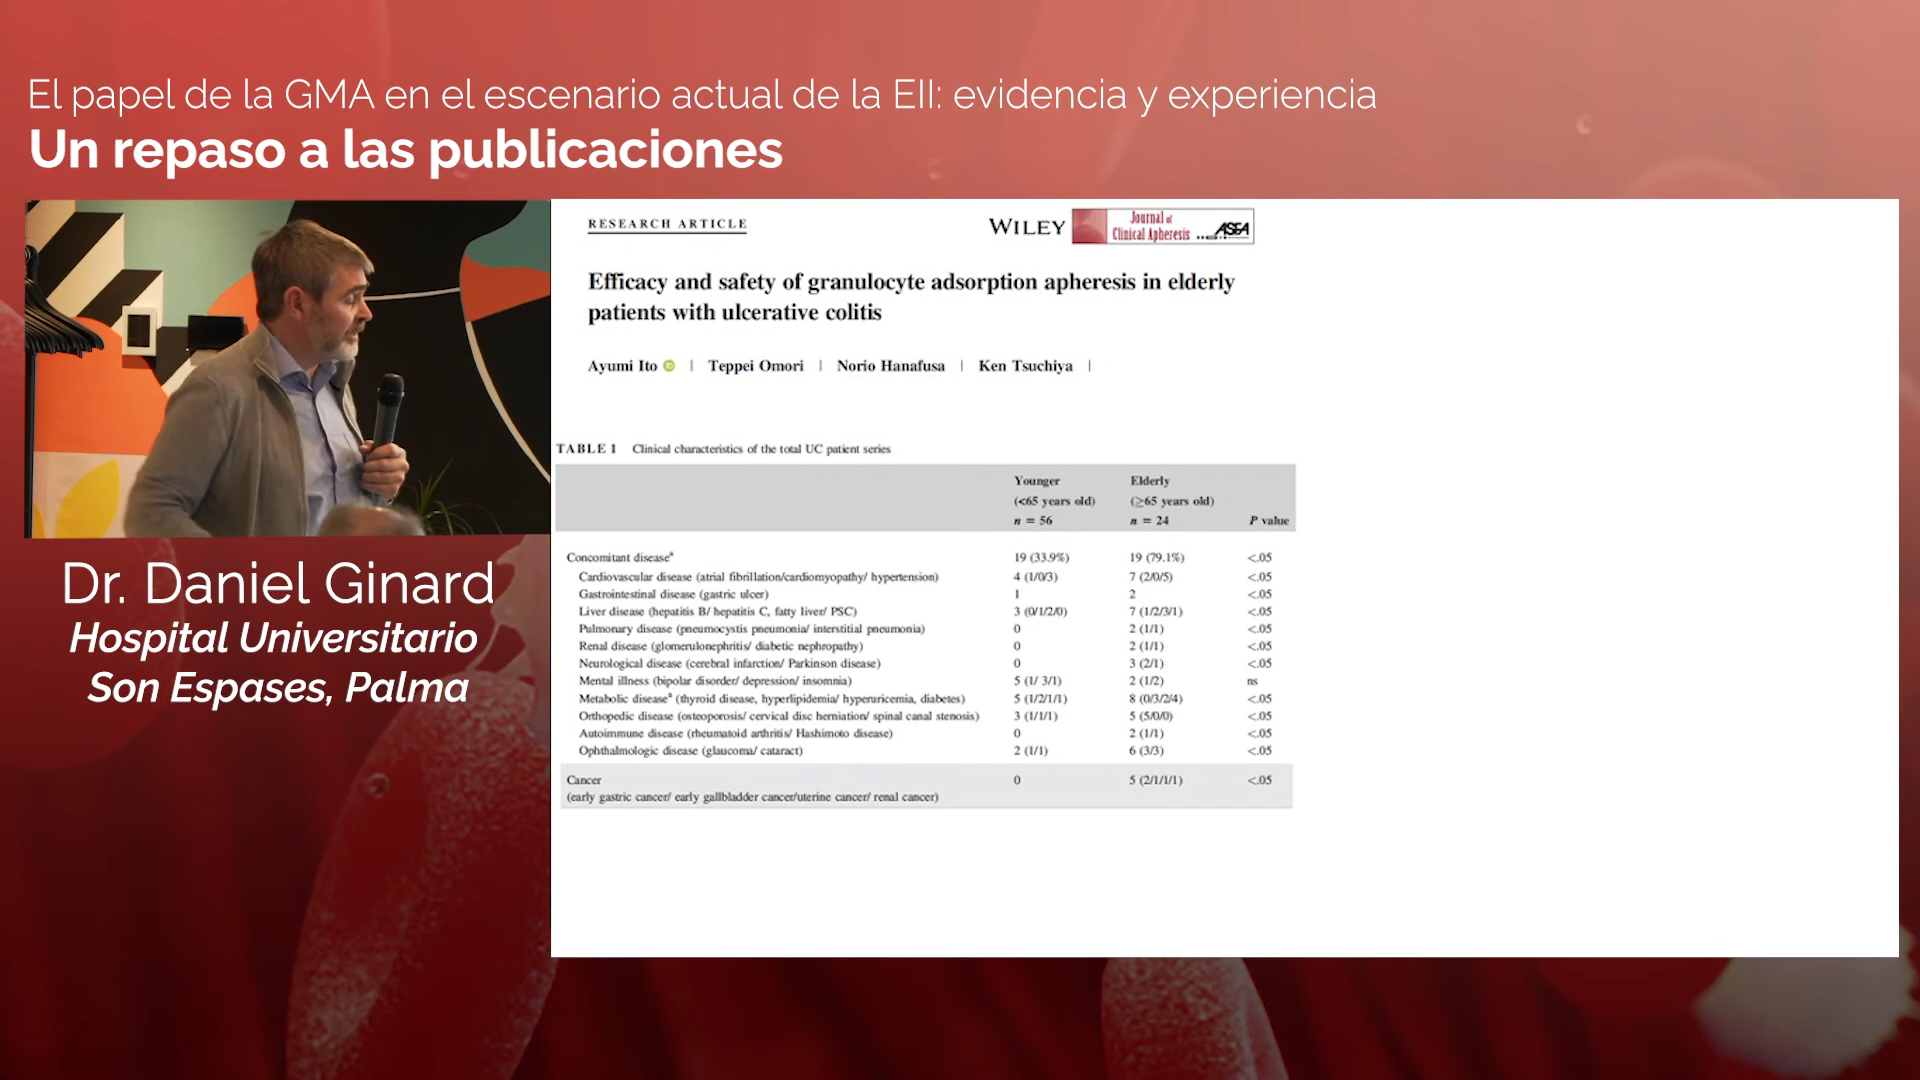 El papel de la GMA en el escenario actual de la EII: evidencia y experiencia
Un repaso a las publicaciones
Dr. Daniel Ginard
Hospital Universitario
Son Espases, Palma
RESEARCH ARTICLE
WILEY
Journal of
Clinical Apheresis
ASFA
Efficacy and safety of granulocyte adsorption apheresis in elderly
patients with ulcerative colitis
Ayumi Ito | Teppei Omori | Norio Hanafusa | Ken Tsuchiya |
TABLE 1 Clinical characteristics of the total UC patient series
Younger
(<65 years old)
n = 56
Elderly
(≥65 years old)
n = 24
P value
Concomitant diseaseª 19 (33.9%) 19 (79.1%) <.05
Cardiovascular disease (atrial fibrillation/cardiomyopathy/ hypertension) 4 (1/0/3) 7 (2/0/5) <.05
Gastrointestinal disease (gastric ulcer) 1 2 <.05
Liver disease (hepatitis B/ hepatitis C, fatty liver/ PSC) 3 (0/1/2/0) 7 (1/2/3/1) <.05
Pulmonary disease (pneumocystis pneumonia/ interstitial pneumonia) 0 2 (1/1) <.05
Renal disease (glomerulonephritis/ diabetic nephropathy) 0 2 (1/1) <.05
Neurological disease (cerebral infarction/ Parkinson disease) 0 3 (2/1) <.05
Mental illness (bipolar disorder/ depression/ insomnia) 5 (1/ 3/1) 2 (1/2) ns
Metabolic diseaseª (thyroid disease, hyperlipidemia/ hyperuricemia, diabetes) 5 (1/2/1/1) 8 (0/3/2/4) <.05
Orthopedic disease (osteoporosis/ cervical disc herniation/ spinal canal stenosis) 3 (1/1/1) 5 (5/0/0) <.05
Autoimmune disease (rheumatoid arthritis/ Hashimoto disease) 0 2 (1/1) <.05
Ophthalmologic disease (glaucoma/ cataract) 2 (1/1) 6 (3/3) <.05
Cancer 0 5 (2/1/1/1) <.05
(early gastric cancer/ early gallbladder cancer/uterine cancer/ renal cancer)